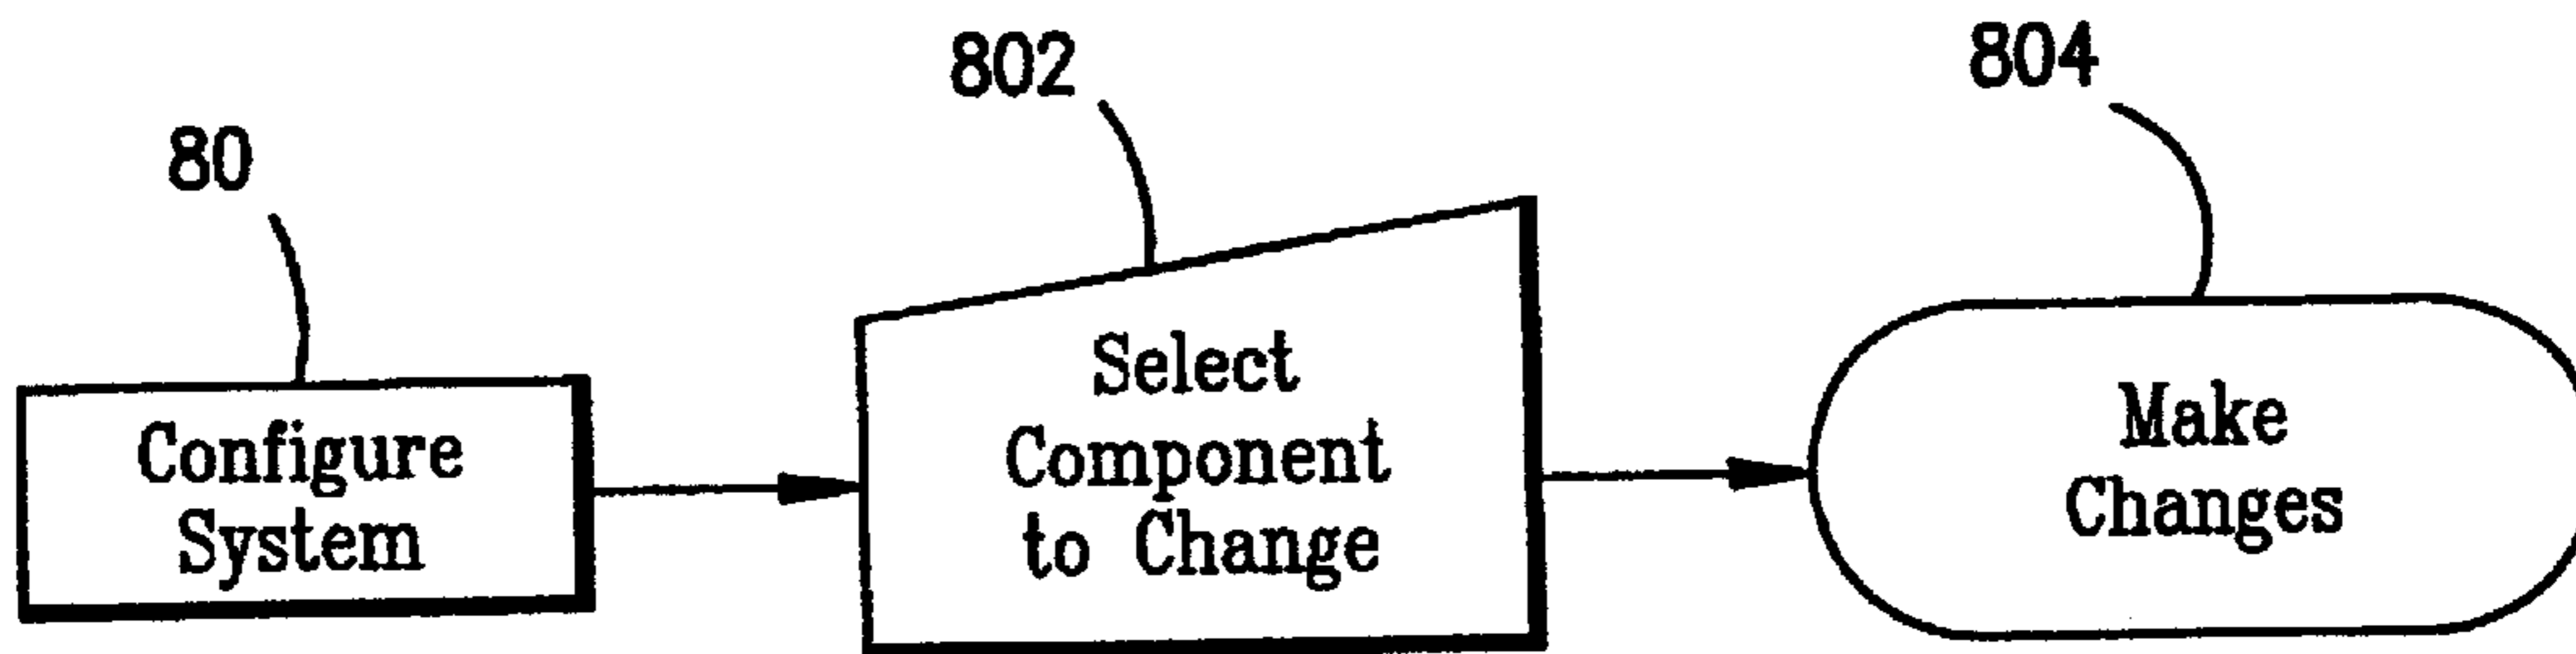 80
802
804
Configure
System
Select
Component
to Change
Make
Changes